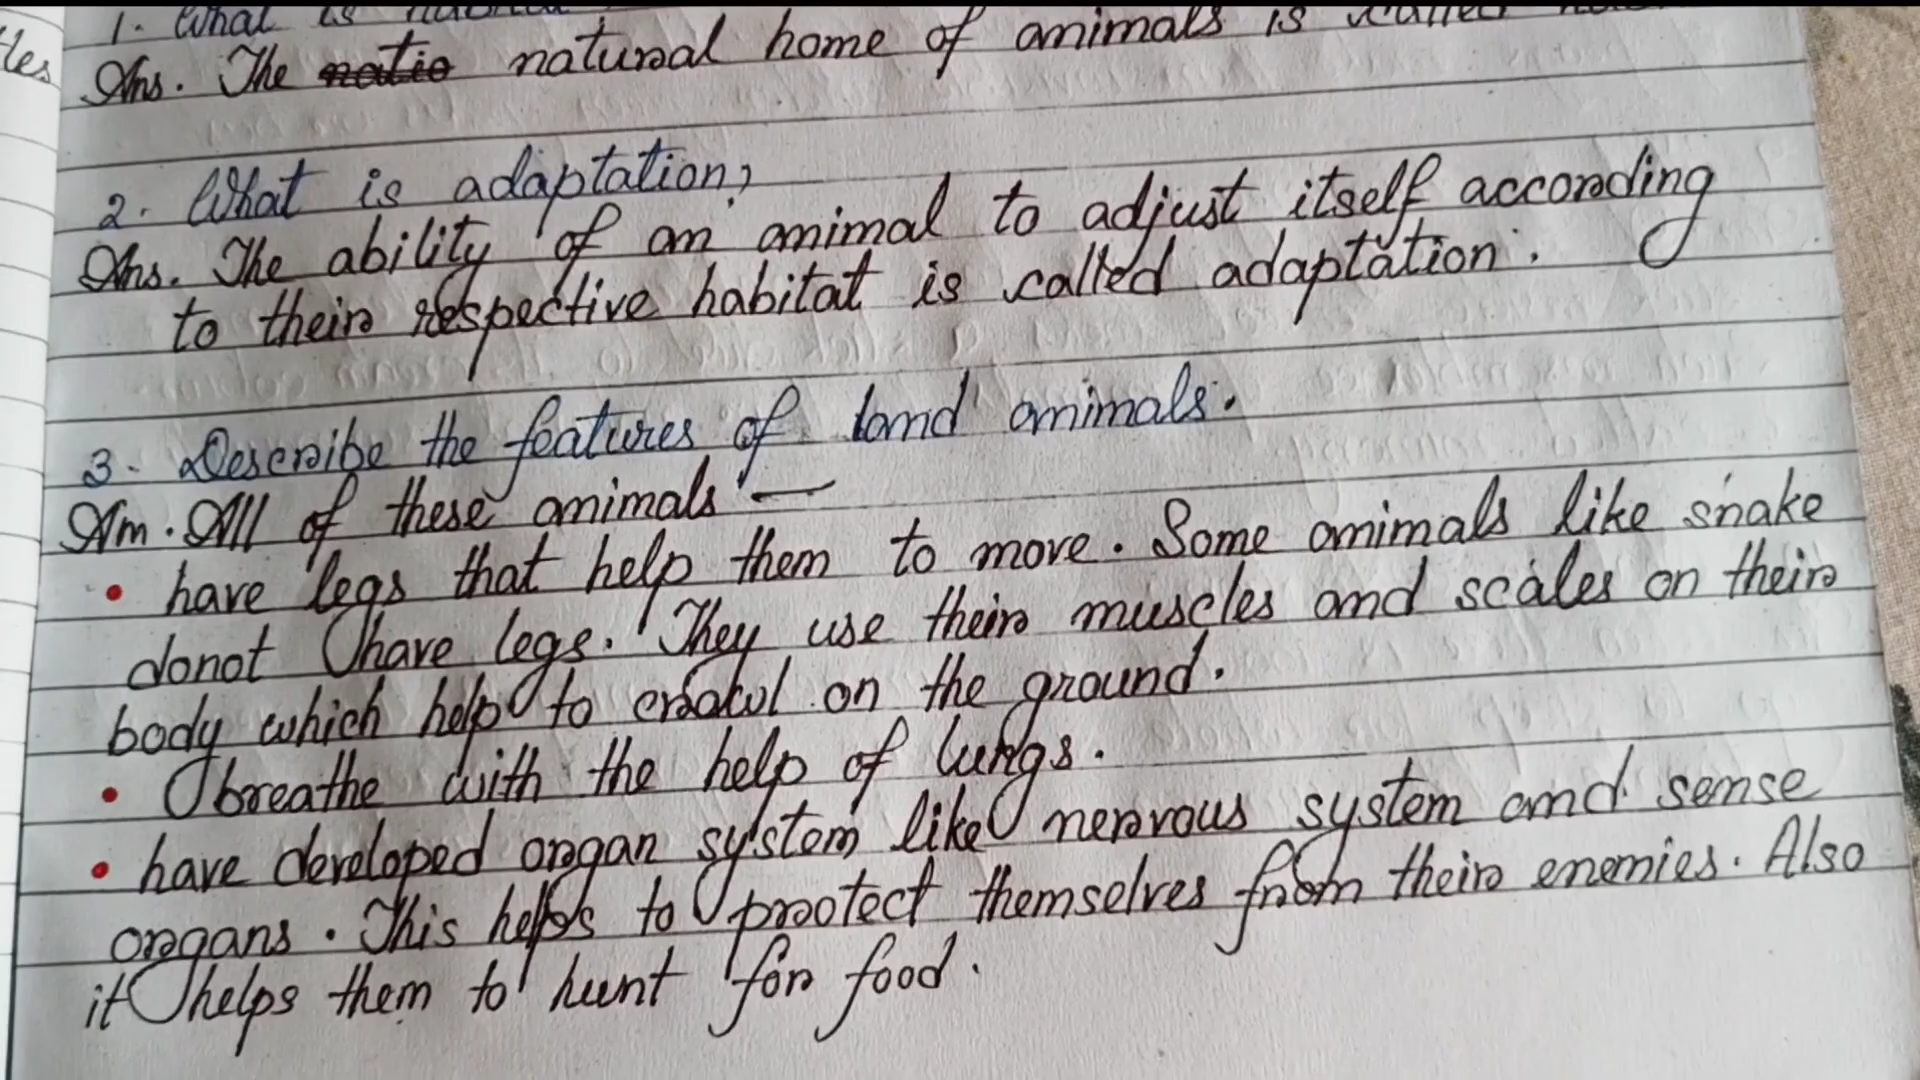 1. What is habitat
Ans. The natio natural home of animals is called
2. What is adaptation?
Ans. The ability of an animal to adjust itself according
to their respective habitat is called adaptation.
3. Describe the features of land animals.
Ans. All of these animals —
• have legs that help them to move. Some animals like snake
donot have legs. They use their muscles and scales on their
body which help to crawl on the ground.
• breathe with the help of lungs.
• have developed organ system like nervous system and sense
organs. This helps to protect themselves from their enemies. Also
it helps them to hunt for food.